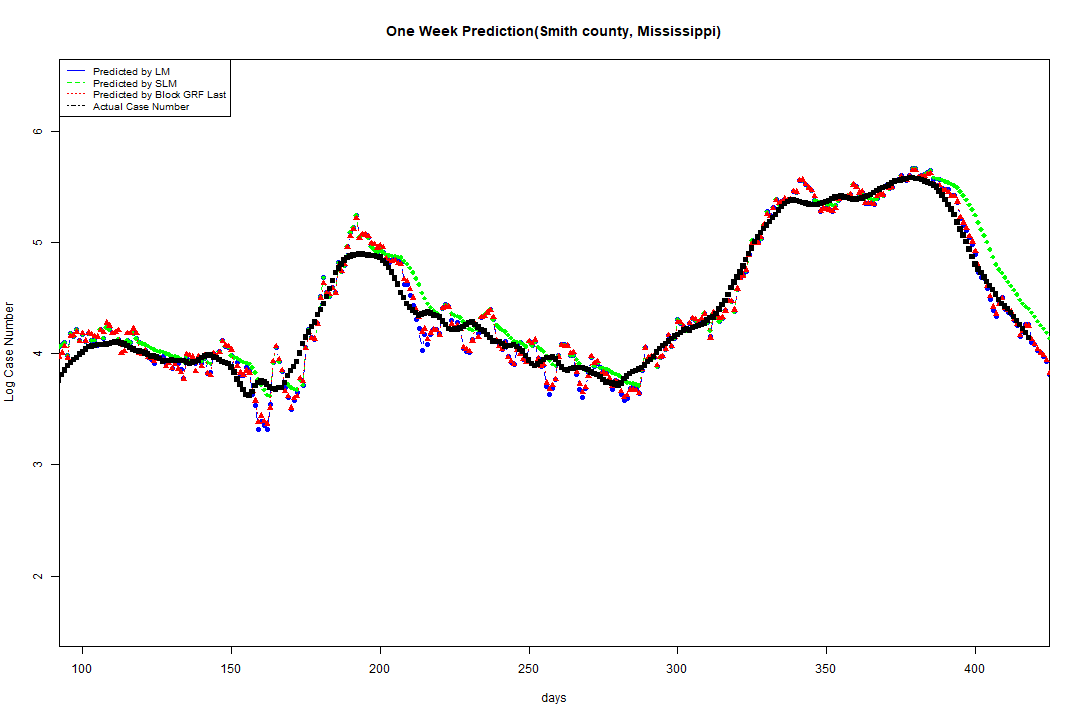 One Week Prediction(Smith county, Mississippi)
Predicted by LM
Predicted by SLM
Predicted by Block GRF Last
Actual Case Number
6
5
4
3
2
Log Case Number
100 150 200 250 300 350 400
days